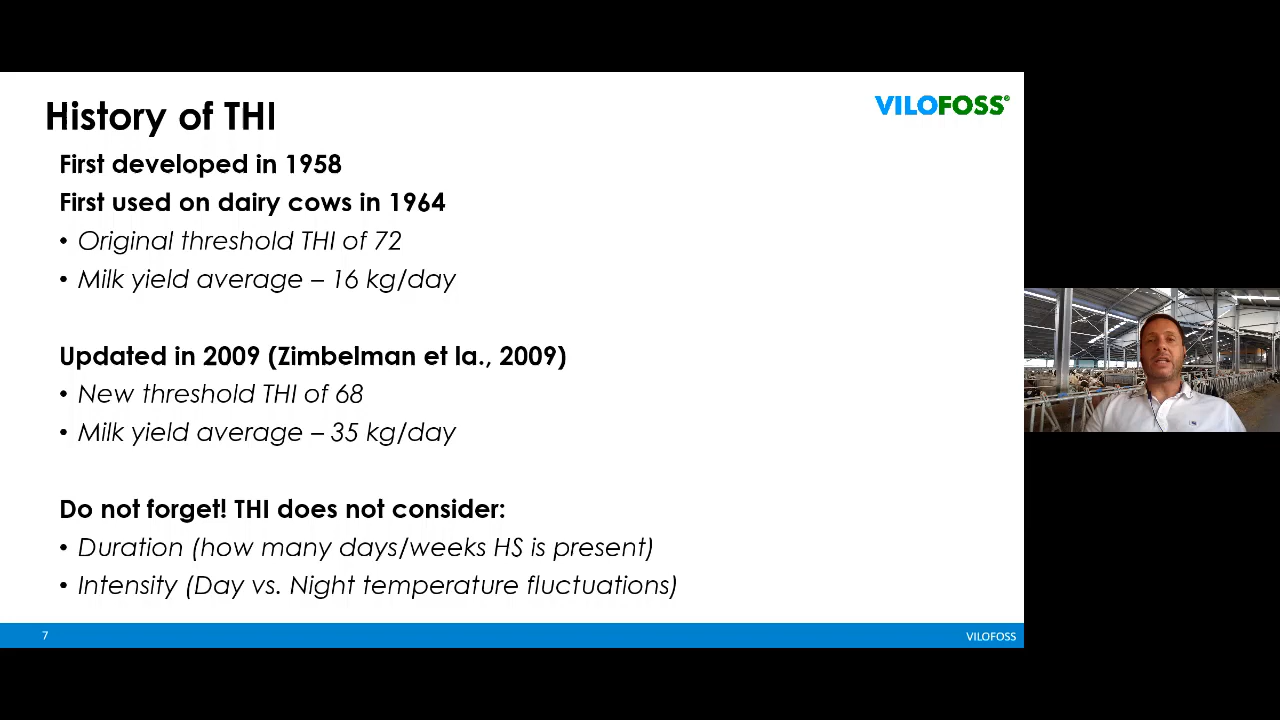 History of THI
VILOFOSS®
First developed in 1958
First used on dairy cows in 1964
• Original threshold THI of 72
• Milk yield average – 16 kg/day
Updated in 2009 (Zimbelman et la., 2009)
• New threshold THI of 68
• Milk yield average – 35 kg/day
Do not forget! THI does not consider:
• Duration (how many days/weeks HS is present)
• Intensity (Day vs. Night temperature fluctuations)
7
VILOFOSS